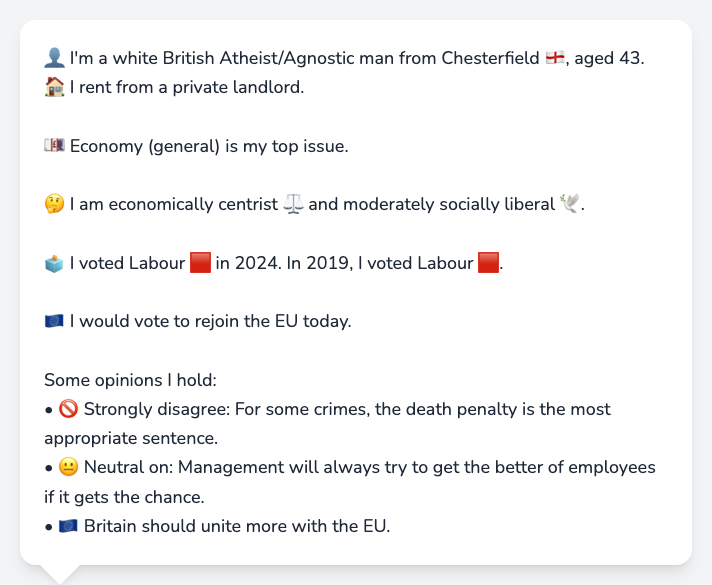 👤 I'm a white British Atheist/Agnostic man from Chesterfield 🏴󠁧󠁢󠁥󠁮󠁧󠁿, aged 43.
🏠 I rent from a private landlord.
💷 Economy (general) is my top issue.
🤔 I am economically centrist ⚖️ and moderately socially liberal 🕊️.
🗳️ I voted Labour 🟥 in 2024. In 2019, I voted Labour 🟥.
🇪🇺 I would vote to rejoin the EU today.
Some opinions I hold:
• 🚫 Strongly disagree: For some crimes, the death penalty is the most
appropriate sentence.
• 😐 Neutral on: Management will always try to get the better of employees
if it gets the chance.
• 🇪🇺 Britain should unite more with the EU.